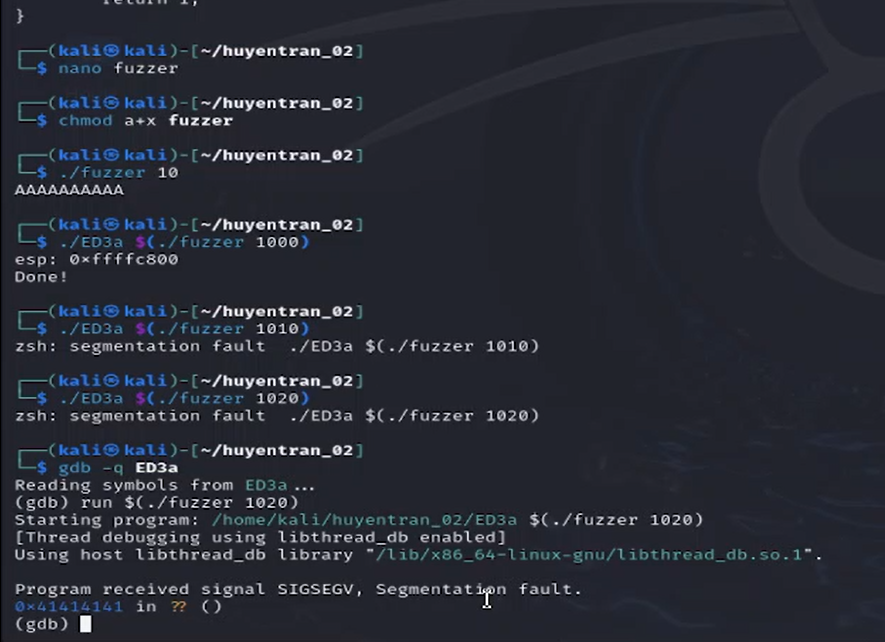 return 1;
}
┌──(kali㉿kali)-[~/huyentran_02]
└─$ nano fuzzer
┌──(kali㉿kali)-[~/huyentran_02]
└─$ chmod a+x fuzzer
┌──(kali㉿kali)-[~/huyentran_02]
└─$ ./fuzzer 10
AAAAAAAAAA
┌──(kali㉿kali)-[~/huyentran_02]
└─$ ./ED3a $(./fuzzer 1000)
esp: 0xffffc800
Done!
┌──(kali㉿kali)-[~/huyentran_02]
└─$ ./ED3a $(./fuzzer 1010)
zsh: segmentation fault  ./ED3a $(./fuzzer 1010)
┌──(kali㉿kali)-[~/huyentran_02]
└─$ ./ED3a $(./fuzzer 1020)
zsh: segmentation fault  ./ED3a $(./fuzzer 1020)
┌──(kali㉿kali)-[~/huyentran_02]
└─$ gdb -q ED3a
Reading symbols from ED3a...
(gdb) run $(./fuzzer 1020)
Starting program: /home/kali/huyentran_02/ED3a $(./fuzzer 1020)
[Thread debugging using libthread_db enabled]
Using host libthread_db library "/lib/x86_64-linux-gnu/libthread_db.so.1".
Program received signal SIGSEGV, Segmentation fault.
0x41414141 in ?? ()
(gdb)